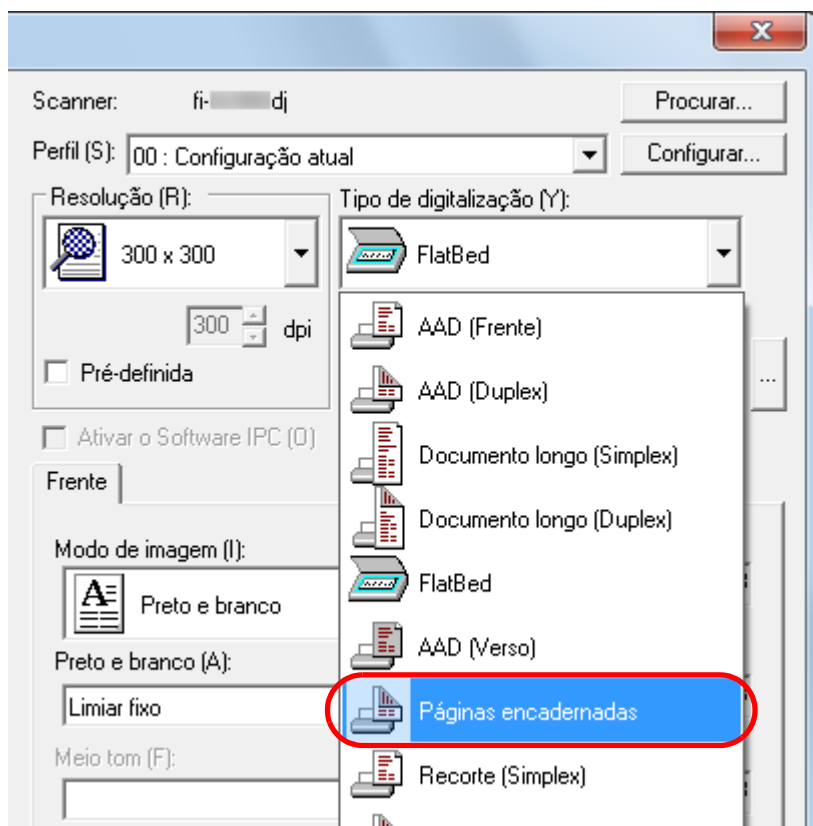 x
Scanner: fi- dj Procurar...
Perfil (S): 00 : Configuração atual Configurar...
Resolução (R): Tipo de digitalização (Y):
300 x 300 FlatBed
300 dpi
AAD (Frente)
Pré-definida ...
AAD (Duplex)
Ativar o Software IPC (O)
Documento longo (Simplex)
Frente
Documento longo (Duplex)
Modo de imagem (I):
FlatBed
Preto e branco
AAD (Verso)
Preto e branco (A):
Limiar fixo
Páginas encadernadas
Meio tom (F):
Recorte (Simplex)